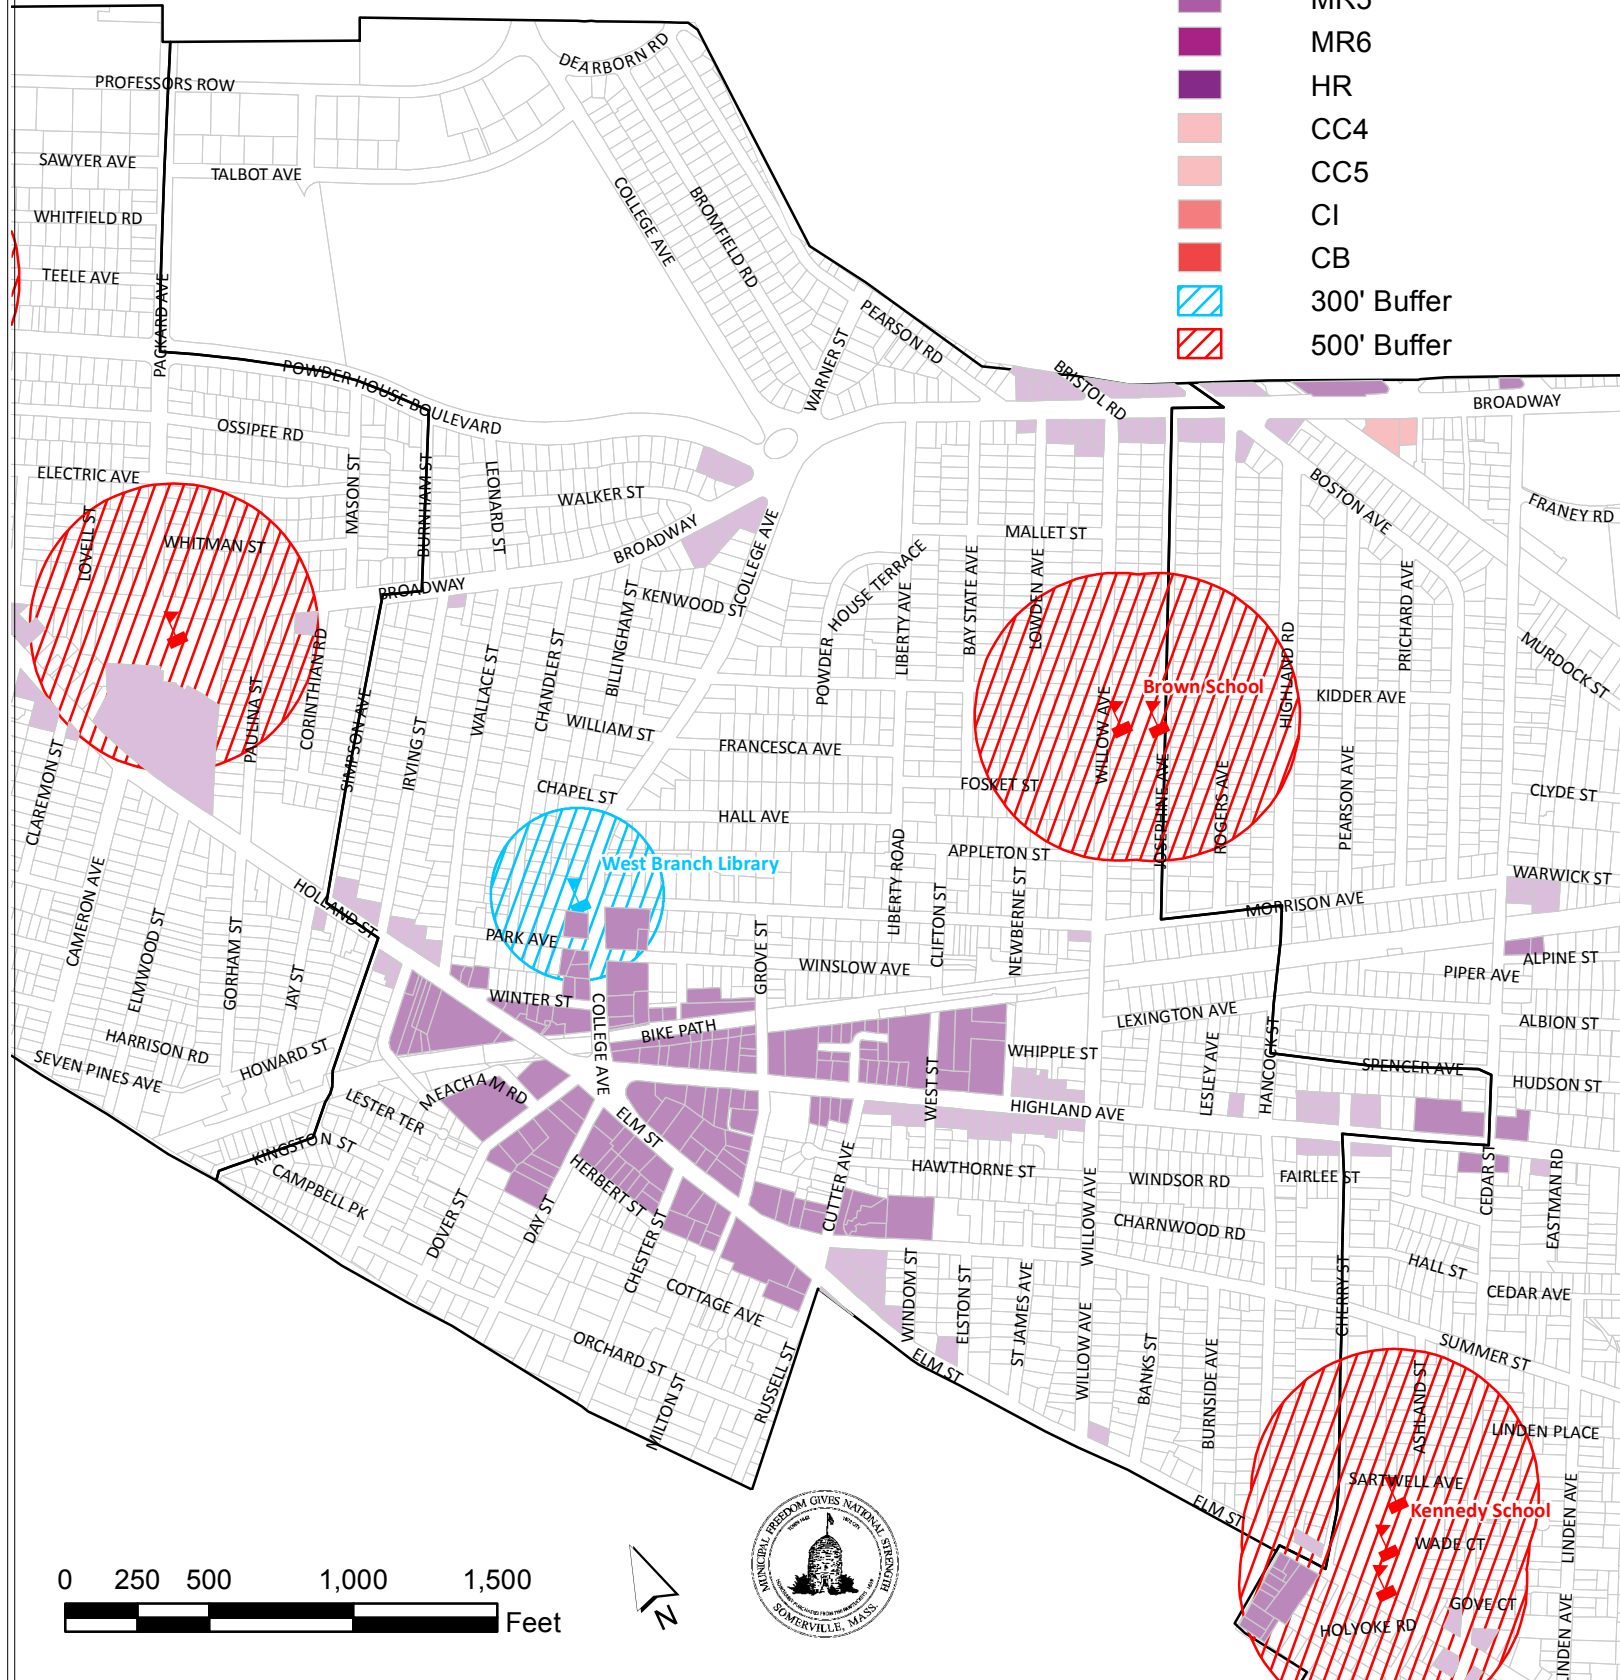 MR5
MR6
HR
CC4
CC5
CI
CB
300' Buffer
500' Buffer
DEARBORN RD
PROFESSORS ROW
SAWYER AVE
TALBOT AVE
WHITFIELD RD
TEELE AVE
PACKARD AVE
COLLEGE AVE
BROMFIELD RD
PEARSON RD
WARNER ST
BRISTOL RD
BROADWAY
POWDER HOUSE BOULEVARD
OSSIPEE RD
ELECTRIC AVE
MASON ST
BURNHAM ST
LEONARD ST
WALKER ST
BROADWAY
COLLEGE AVE
BOSTON AVE
FRANEY RD
LOVELL ST
WHITMAN ST
MALLET ST
BROADWAY
KENWOOD ST
POWDER HOUSE TERRACE
LIBERTY AVE
BAY STATE AVE
LOWDEN AVE
PRICHARD AVE
MURDOCK ST
HIGHLAND RD
KIDDER AVE
Brown School
WILLOW AVE
JOSEPHINE AVE
ROGERS AVE
PEARSON AVE
BILLINGHAM ST
CHANDLER ST
WALLACE ST
IRVING ST
SIMPSON AVE
CORINTHIAN RD
PAULINA ST
CLAREMON ST
WILLIAM ST
FRANCESCA AVE
FOSKET ST
CHAPEL ST
HALL AVE
CLYDE ST
APPLETON ST
West Branch Library
LIBERTY ROAD
CLIFTON ST
NEWBERNE ST
WARWICK ST
MORRISON AVE
HOLLAND ST
CAMERON AVE
ELMWOOD ST
GORHAM ST
JAY ST
PARK AVE
GROVE ST
WINSLOW AVE
ALPINE ST
PIPER AVE
WINTER ST
COLLEGE AVE
BIKE PATH
LEXINGTON AVE
ALBION ST
HARRISON RD
HOWARD ST
SEVEN PINES AVE
WHIPPLE ST
WEST ST
LESLEY AVE
HANCOCK ST
SPENCER AVE
HUDSON ST
MEACHAM RD
LESTER TER
HIGHLAND AVE
ELM ST
KINGSTON ST
CAMPBELL PK
HERBERT ST
CUTTER AVE
HAWTHORNE ST
WINDSOR RD
FAIRLEE ST
CEDAR ST
EASTMAN RD
DOVER ST
DAY ST
CHESTER ST
WILLOW AVE
CHARNWOOD RD
HALL ST
CEDAR AVE
CHERRY ST
COTTAGE AVE
WINDOM ST
ELSTON ST
ST JAMES AVE
WILLOW AVE
BANKS ST
BURNSIDE AVE
SUMMER ST
ORCHARD ST
MILTON ST
RUSSELL ST
ELM ST
ASHLAND ST
LINDEN PLACE
SARTWELL AVE
Kennedy School
WADE CT
LINDEN AVE
ELM ST
GOVE CT
HOLYOKE RD
LINDEN AVE
0 250 500 1,000 1,500
Feet
N
MUNICIPAL FREEDOM GIVES NATIONAL STRENGTH
SOMERVILLE, MASS.